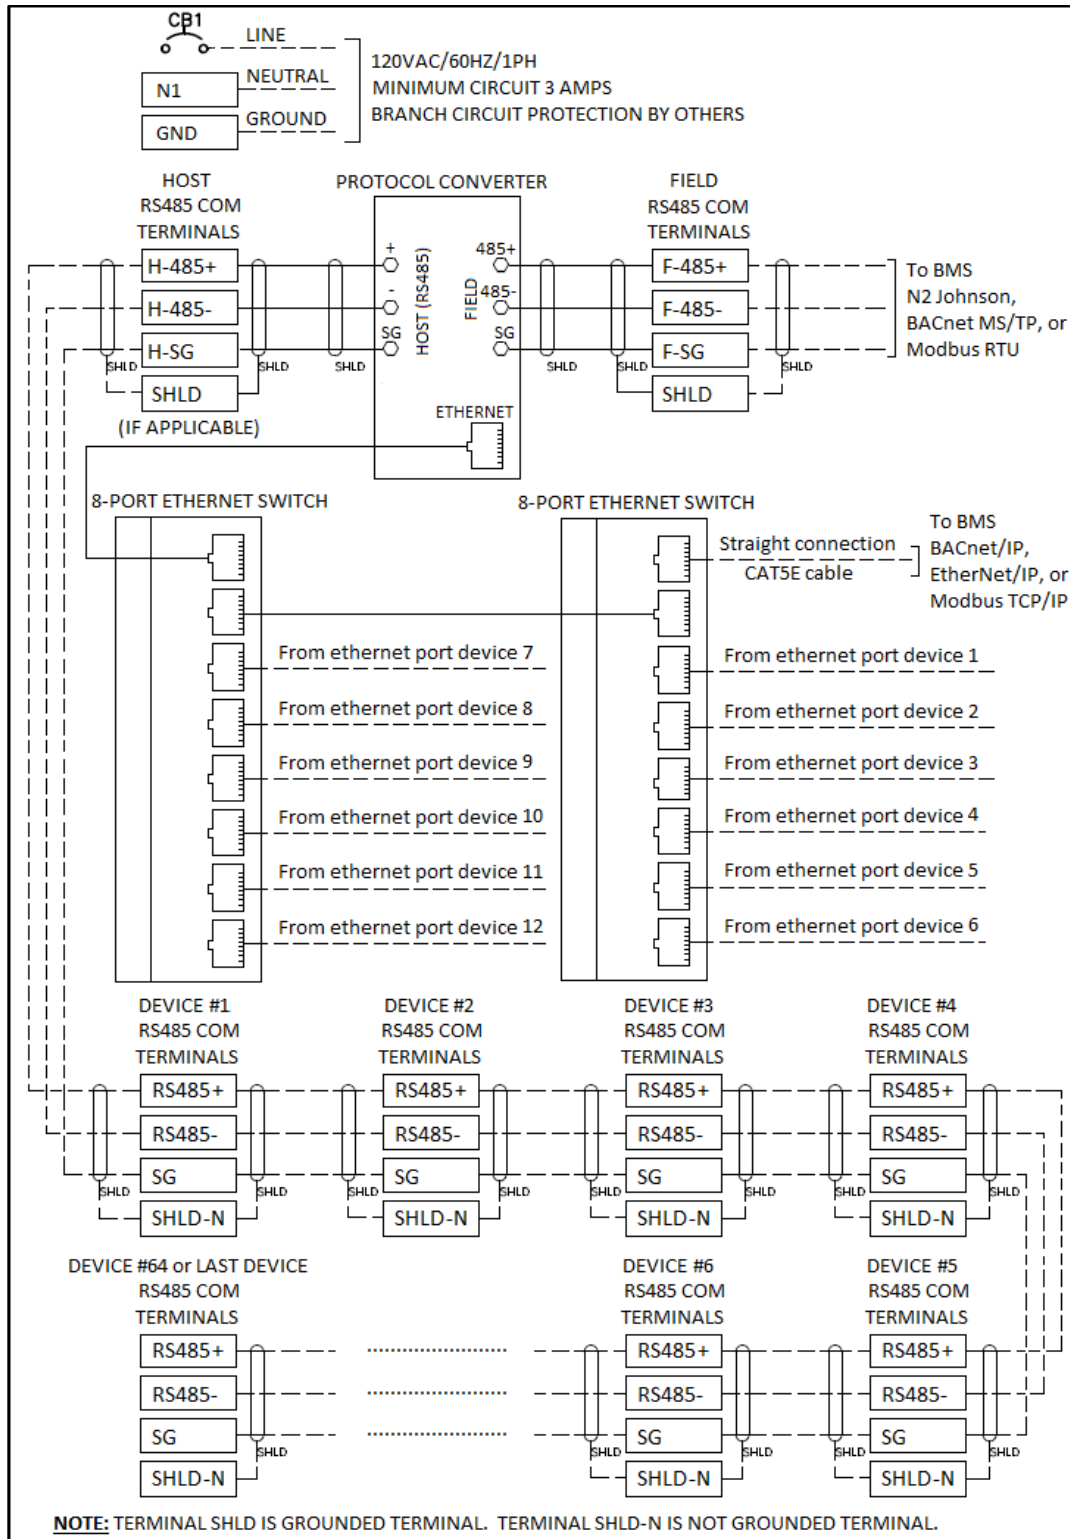 CB1
LINE
NEUTRAL
N1
GROUND
GND
120VAC/60HZ/1PH
MINIMUM CIRCUIT 3 AMPS
BRANCH CIRCUIT PROTECTION BY OTHERS
HOST
RS485 COM
TERMINALS
H-485+
H-485-
H-SG
SHLD
SHLD
SHLD
SHLD
(IF APPLICABLE)
PROTOCOL CONVERTER
+
-
SG
HOST (RS485)
FIELD
485+
485-
SG
ETHERNET
FIELD
RS485 COM
TERMINALS
F-485+
F-485-
F-SG
SHLD
SHLD
SHLD
SHLD
To BMS
N2 Johnson,
BACnet MS/TP, or
Modbus RTU
8-PORT ETHERNET SWITCH
From ethernet port device 7
From ethernet port device 8
From ethernet port device 9
From ethernet port device 10
From ethernet port device 11
From ethernet port device 12
8-PORT ETHERNET SWITCH
Straight connection
CAT5E cable
To BMS
BACnet/IP,
EtherNet/IP, or
Modbus TCP/IP
From ethernet port device 1
From ethernet port device 2
From ethernet port device 3
From ethernet port device 4
From ethernet port device 5
From ethernet port device 6
DEVICE #1
RS485 COM
TERMINALS
RS485+
RS485-
SG
SHLD
SHLD
SHLD-N
DEVICE #2
RS485 COM
TERMINALS
RS485+
RS485-
SG
SHLD
SHLD
SHLD-N
DEVICE #3
RS485 COM
TERMINALS
RS485+
RS485-
SG
SHLD
SHLD
SHLD-N
DEVICE #4
RS485 COM
TERMINALS
RS485+
RS485-
SG
SHLD
SHLD
SHLD-N
DEVICE #64 or LAST DEVICE
RS485 COM
TERMINALS
RS485+
RS485-
SG
SHLD
SHLD-N
DEVICE #6
RS485 COM
TERMINALS
RS485+
RS485-
SG
SHLD
SHLD
SHLD-N
DEVICE #5
RS485 COM
TERMINALS
RS485+
RS485-
SG
SHLD
SHLD
SHLD-N
NOTE: TERMINAL SHLD IS GROUNDED TERMINAL. TERMINAL SHLD-N IS NOT GROUNDED TERMINAL.